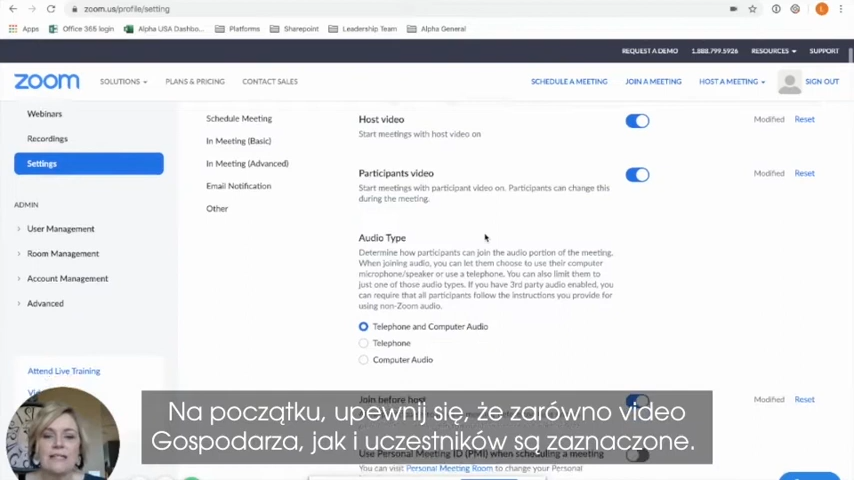 zoom.us/profile/setting
Apps Office 365 login Alpha USA Dashbo... Platforms Sharepoint Leadership Team Alpha General
REQUEST A DEMO 1.888.799.5926 RESOURCES SUPPORT
zoom SOLUTIONS PLANS & PRICING CONTACT SALES SCHEDULE A MEETING JOIN A MEETING HOST A MEETING SIGN OUT
Webinars
Recordings
Settings
ADMIN
User Management
Room Management
Account Management
Advanced
Attend Live Training
Schedule Meeting
In Meeting (Basic)
In Meeting (Advanced)
Email Notification
Other
Host video Modified Reset
Start meetings with host video on
Participants video Modified Reset
Start meetings with participant video on. Participants can change this
during the meeting.
Audio Type
Determine how participants can join the audio portion of the meeting.
When joining audio, you can let them choose to use their computer
microphone/speaker or use a telephone. You can also limit them to
just one of those audio types. If you have 3rd party audio enabled, you
can require that all participants follow the instructions you provide for
using non-Zoom audio.
Telephone and Computer Audio
Telephone
Computer Audio
Join before host Modified Reset
Na początku, upewnij się, że zarówno video
Gospodarza, jak i uczestników są zaznaczone.
Use Personal Meeting ID (PMI) when scheduling a meeting
You can visit Personal Meeting Room to change your Personal